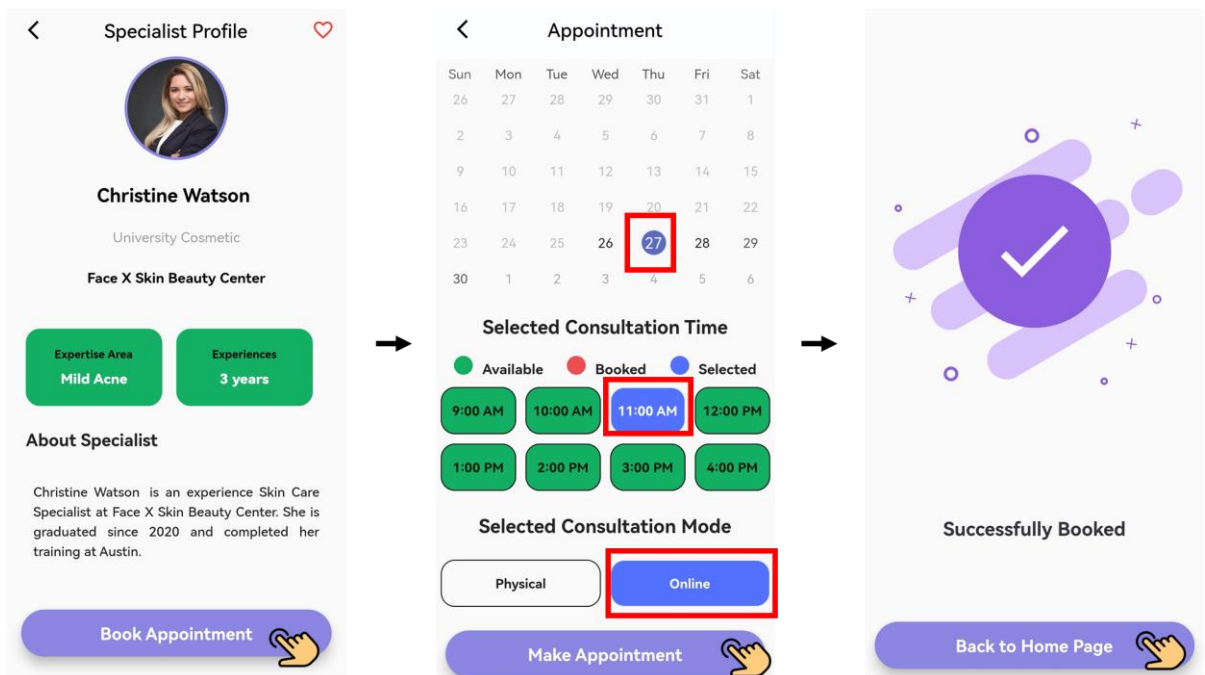 Specialist Profile
Christine Watson
University Cosmetic
Face X Skin Beauty Center
Expertise Area
Mild Acne
Experiences
3 years
About Specialist
Christine Watson is an experience Skin Care
Specialist at Face X Skin Beauty Center. She is
graduated since 2020 and completed her
training at Austin.
Book Appointment
Appointment
Sun Mon Tue Wed Thu Fri Sat
26 27 28 29 30 31 1
2 3 4 5 6 7 8
9 10 11 12 13 14 15
16 17 18 19 20 21 22
23 24 25 26 27 28 29
30 1 2 3 4 5 6
Selected Consultation Time
Available Booked Selected
9:00 AM 10:00 AM 11:00 AM 12:00 PM
1:00 PM 2:00 PM 3:00 PM 4:00 PM
Selected Consultation Mode
Physical Online
Make Appointment
Successfully Booked
Back to Home Page